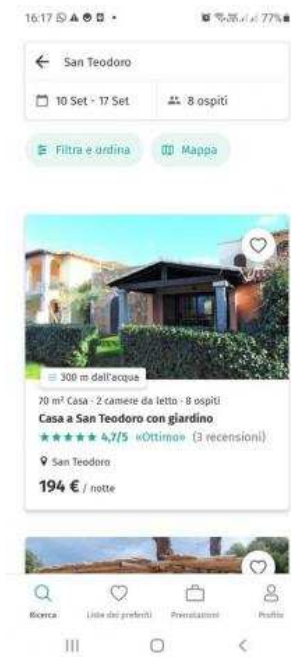 16:17
77%
San Teodoro
10 Set - 17 Set
8 ospiti
Filtra e ordina
Mappa
300 m dall'acqua
70 m² Casa · 2 camere da letto · 8 ospiti
Casa a San Teodoro con giardino
4,7/5 «Ottimo» (3 recensioni)
San Teodoro
194 € / notte
Ricerca
Liste dei preferiti
Prenotazioni
Profilo